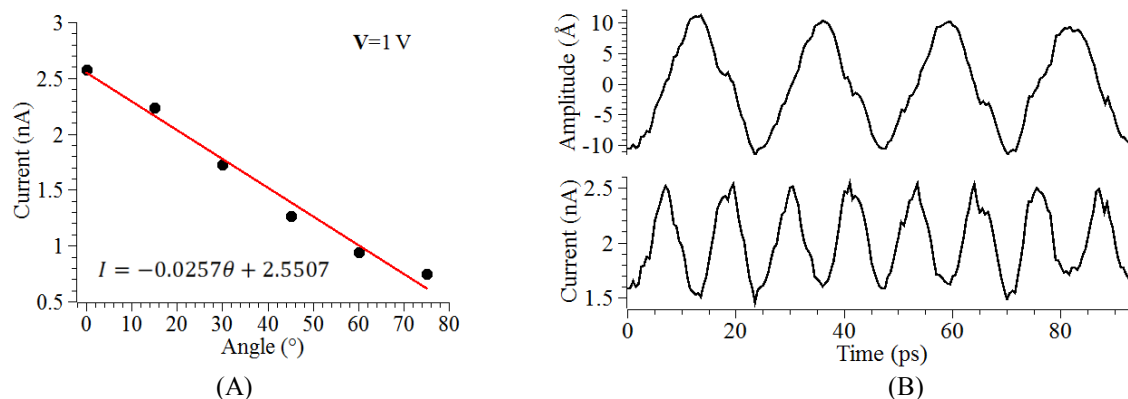 3
2.5
2
1.5
1
0.5
Current (nA)
V=1 V
I = −0.0257θ + 2.5507
0 10 20 30 40 50 60 70 80
Angle (°)
(A)
10
5
0
-5
-10
Amplitude (Å)
2.5
2.0
1.5
Current (nA)
0 20 40 60 80
Time (ps)
(B)